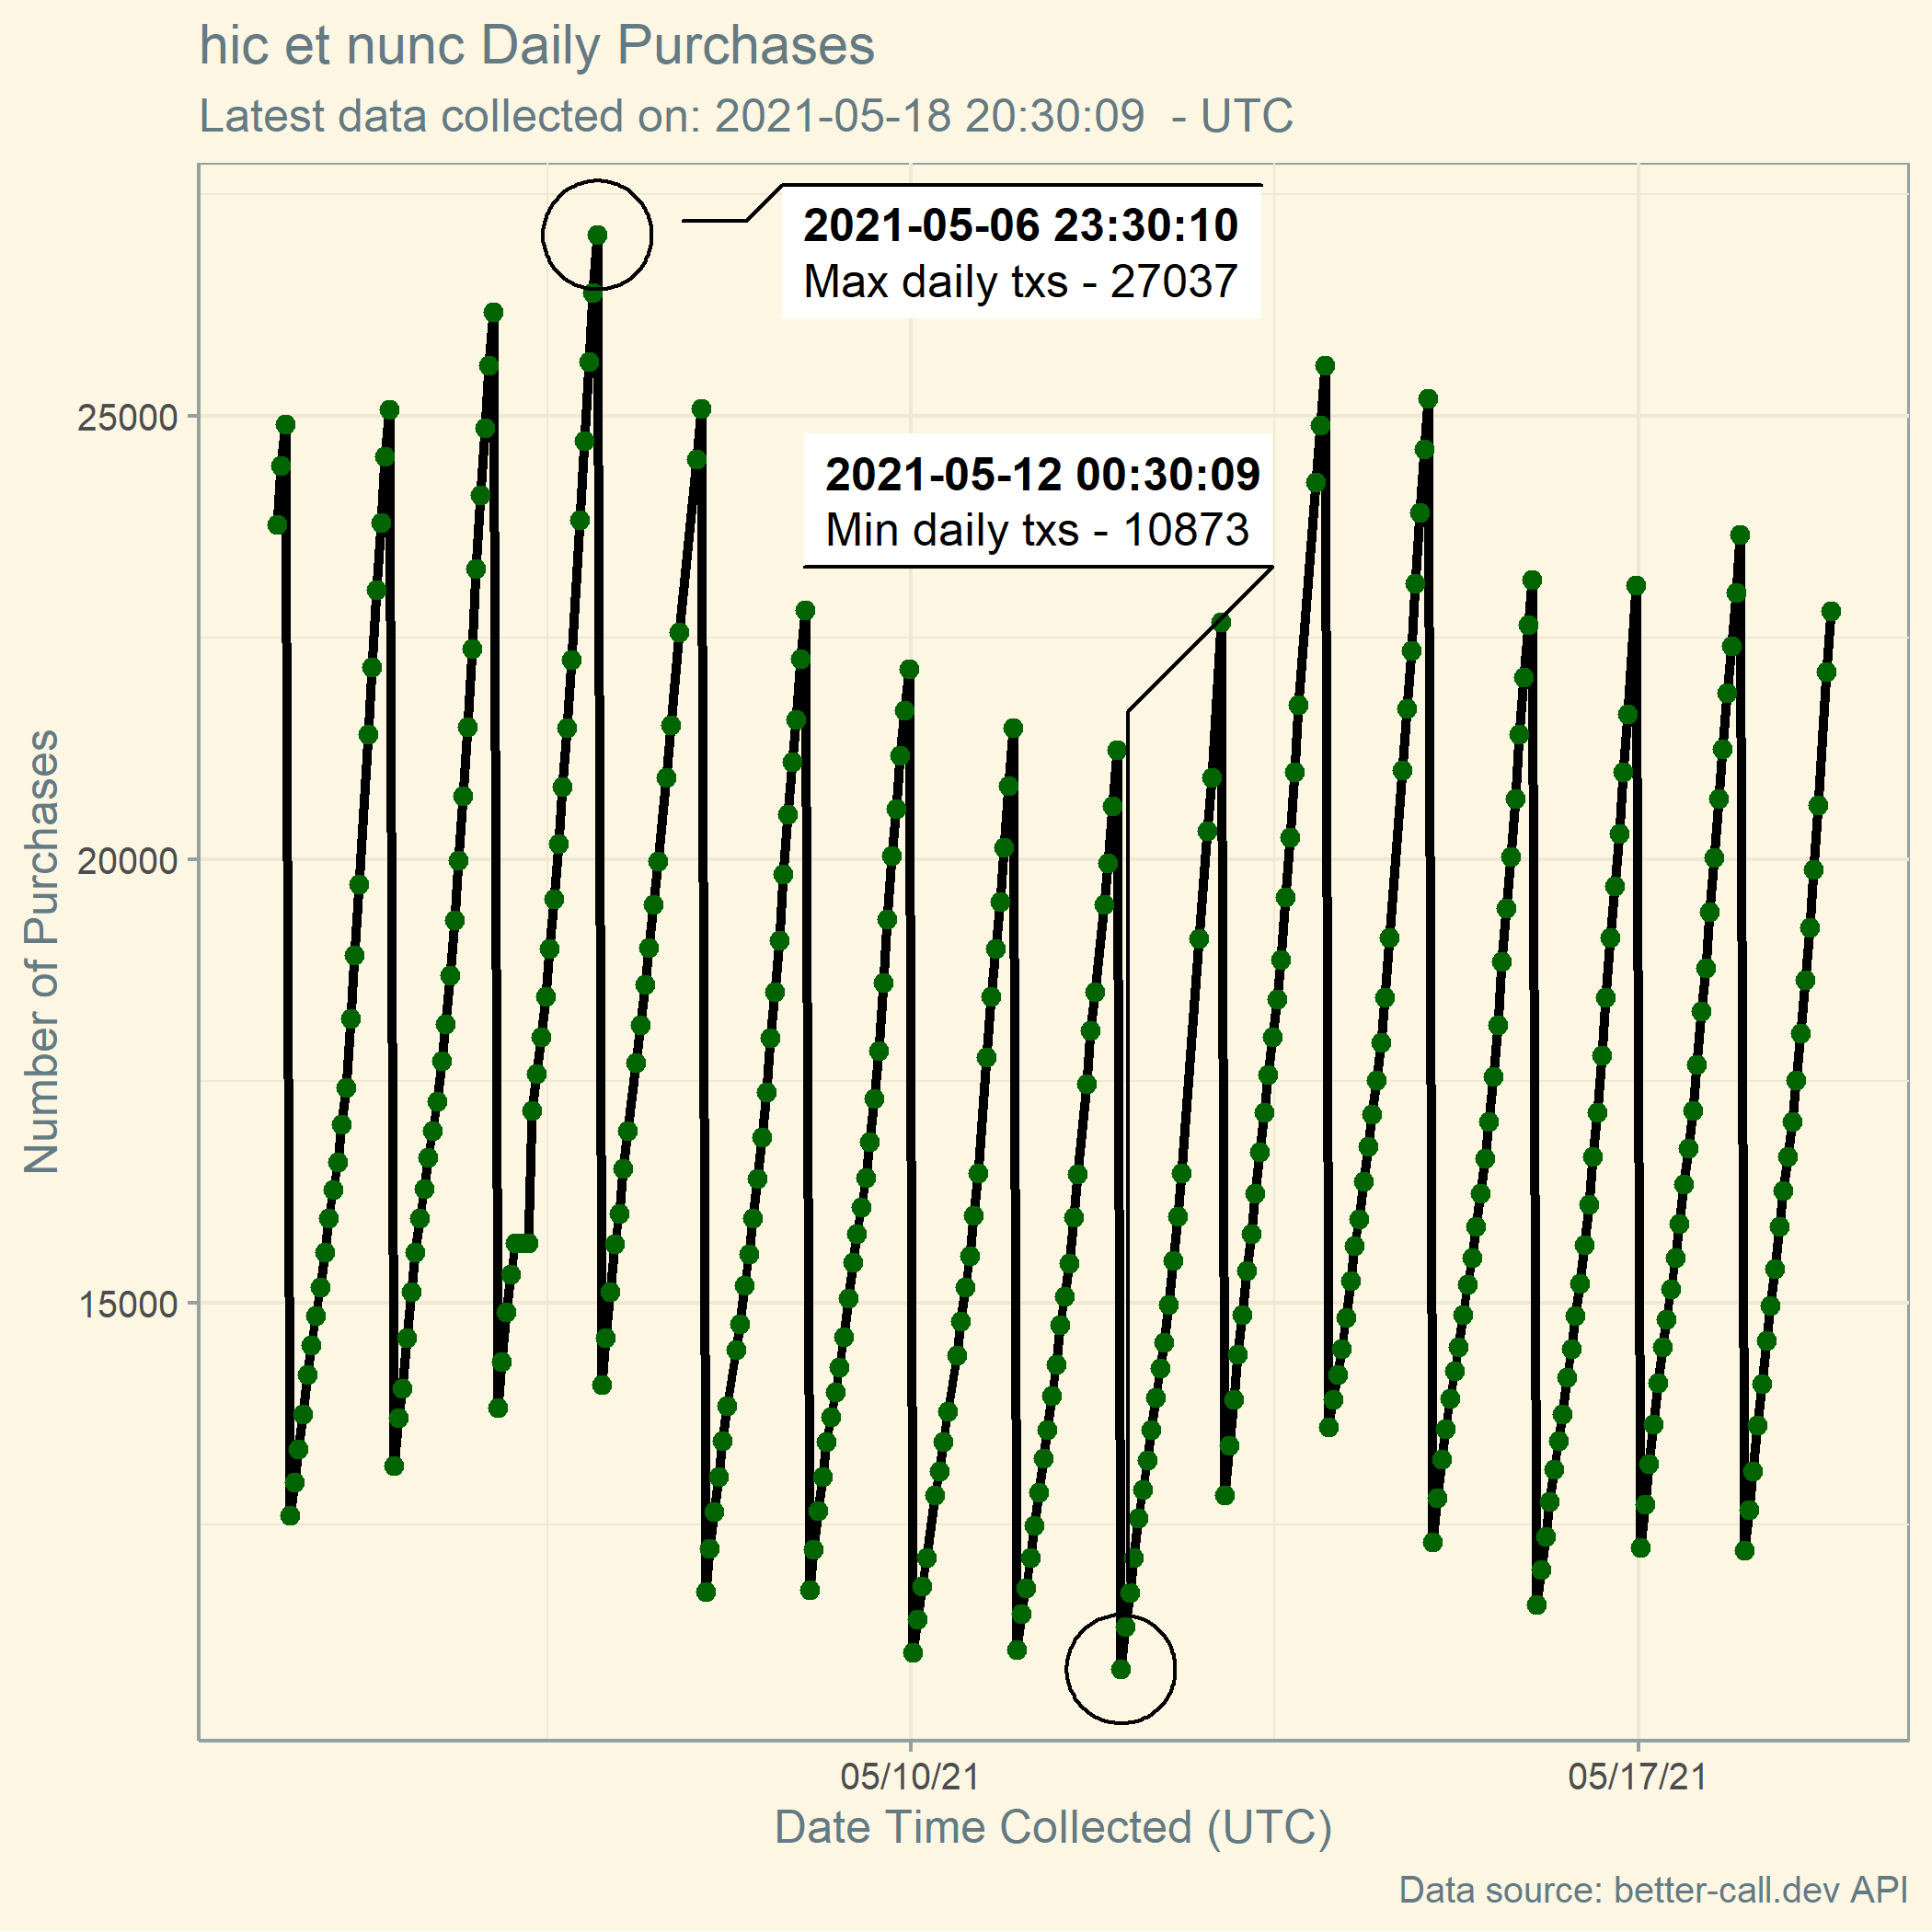 hic et nunc Daily Purchases
Latest data collected on: 2021-05-18 20:30:09  - UTC
2021-05-06 23:30:10
Max daily txs - 27037
2021-05-12 00:30:09
Min daily txs - 10873
Number of Purchases
25000
20000
15000
05/10/21
05/17/21
Date Time Collected (UTC)
Data source: better-call.dev API